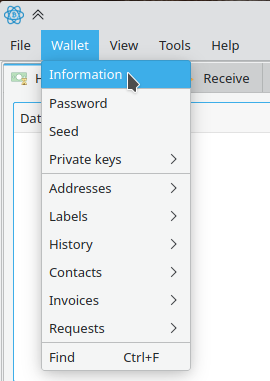 File Wallet View Tools Help
Information
H Receive
Password
Dat
Seed
Private keys
Addresses
Labels
History
Contacts
Invoices
Requests
Find Ctrl+F